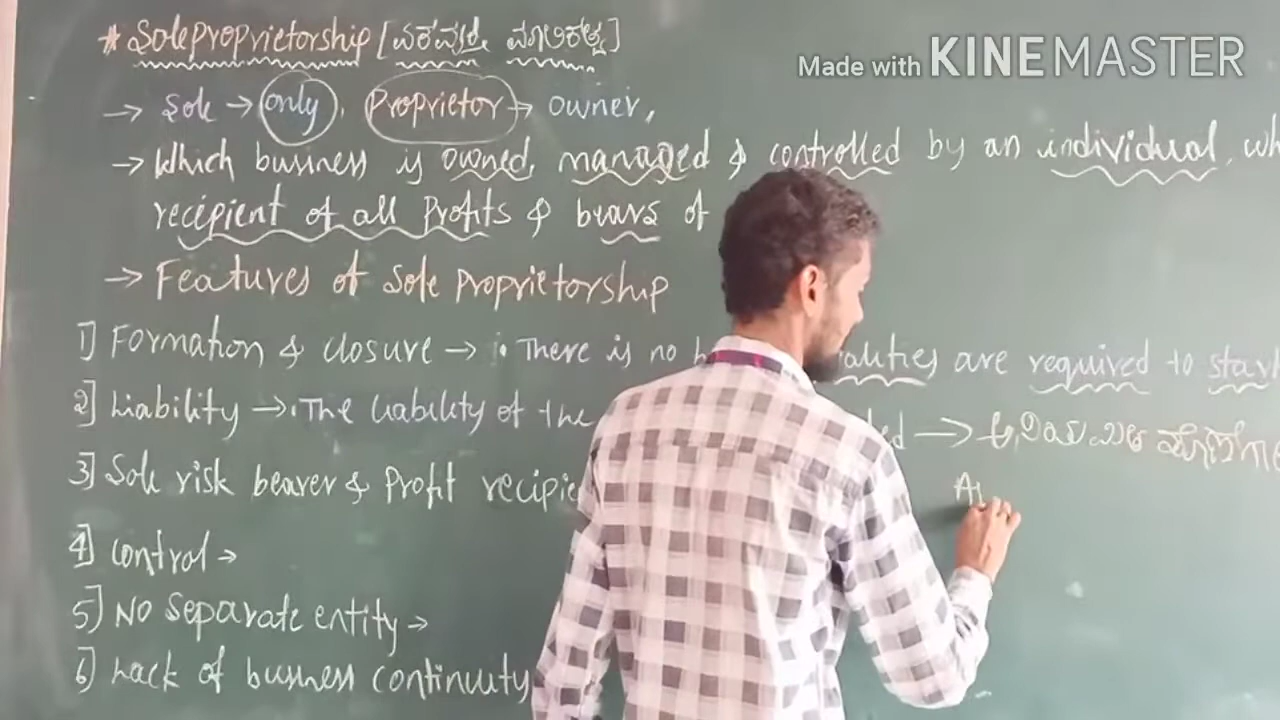 Made with KINEMASTER
* Sole proprietorship [ವಯಕ್ತಿಕ ಮಾಲಿಕತ್ವ]
→ Sole → only, Proprietor → owner,
→ Which business is owned, managed & controlled by an individual, wh
recipient of all Profits & bears of
→ Features of Sole Proprietorship
1] Formation & closure → i. There is no alities are required to start
2] Liability → i. The Liability of the ed →
3] Sole risk bearer & Profit recipie
4] control →
5] No separate entity →
6] Lack of business continuity